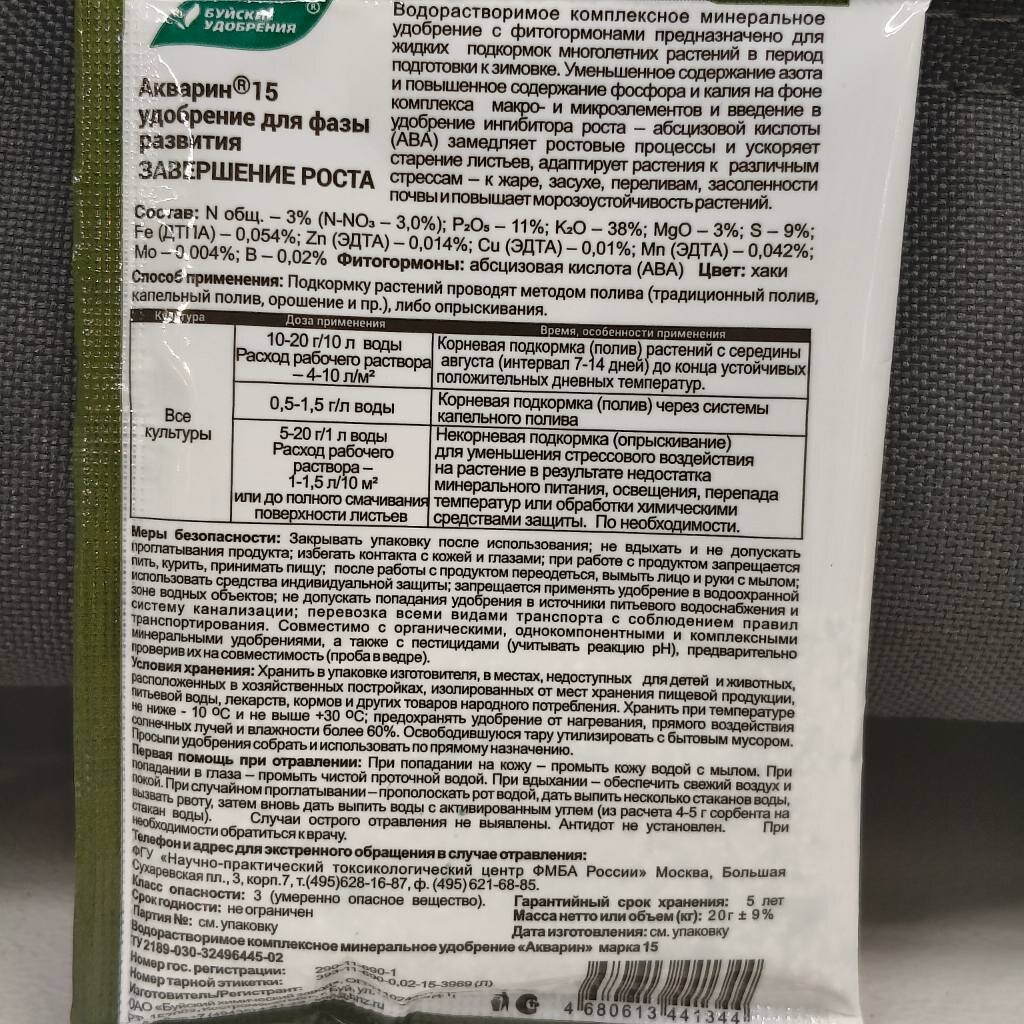 БУЙСКИЕ
УДОБРЕНИЯ
®
Акварин®15
удобрение для фазы
развития
ЗАВЕРШЕНИЕ РОСТА
Водорастворимое комплексное минеральное
удобрение с фитогормонами предназначено для
жидких подкормок многолетних растений в период
подготовки к зимовке. Уменьшенное содержание азота
и повышенное содержание фосфора и калия на фоне
комплекса макро- и микроэлементов и введение в
удобрение ингибитора роста – абсцизовой кислоты
(АВА) замедляет ростовые процессы и ускоряет
старение листьев, адаптирует растения к различным
стрессам – к жаре, засухе, переливам, засоленности
почвы и повышает морозоустойчивость растений.
Состав: N общ. – 3% (N-NO₃ – 3,0%); P₂O₅ – 11%; K₂O – 38%; MgO – 3%; S – 9%;
Fe (ДТПА) – 0,054%; Zn (ЭДТА) – 0,014%; Cu (ЭДТА) – 0,01%; Mn (ЭДТА) – 0,042%;
Mo – 0,004%; B – 0,02% Фитогормоны: абсцизовая кислота (АВА) Цвет: хаки
Способ применения: Подкормку растений проводят методом полива (традиционный полив,
капельный полив, орошение и пр.), либо опрыскивания.
Культура Доза применения Время, особенности применения
Все
культуры
10-20 г/10 л воды
Расход рабочего раствора
– 4-10 л/м²
Корневая подкормка (полив) растений с середины
августа (интервал 7-14 дней) до конца устойчивых
положительных дневных температур.
0,5-1,5 г/л воды
Корневая подкормка (полив) через системы
капельного полива
5-20 г/1 л воды
Расход рабочего
раствора –
1-1,5 л/10 м²
или до полного смачивания
поверхности листьев
Некорневая подкормка (опрыскивание)
для уменьшения стрессового воздействия
на растение в результате недостатка
минерального питания, освещения, перепада
температур или обработки химическими
средствами защиты. По необходимости.
Меры безопасности: Закрывать упаковку после использования; не вдыхать и не допускать
проглатывания продукта; избегать контакта с кожей и глазами; при работе с продуктом запрещается
пить, курить, принимать пищу; после работы с продуктом переодеться, вымыть лицо и руки с мылом;
использовать средства индивидуальной защиты; запрещается применять удобрение в водоохранной
зоне водных объектов; не допускать попадания удобрения в источники питьевого водоснабжения и
систему канализации; перевозка всеми видами транспорта с соблюдением правил
транспортирования. Совместимо с органическими, однокомпонентными и комплексными
минеральными удобрениями, а также с пестицидами (учитывать реакцию pH), предварительно
проверив их на совместимость (проба в ведре).
Условия хранения: Хранить в упаковке изготовителя, в местах, недоступных для детей и животных,
расположенных в хозяйственных постройках, изолированных от мест хранения пищевой продукции,
питьевой воды, лекарств, кормов и других товаров народного потребления. Хранить при температуре
не ниже - 10 ºС и не выше +30 ºС; предохранять удобрение от нагревания, прямого воздействия
солнечных лучей и влажности более 60%. Освободившуюся тару утилизировать с бытовым мусором.
Просыпи удобрения собрать и использовать по прямому назначению.
Первая помощь при отравлении: При попадании на кожу – промыть кожу водой с мылом. При
попадании в глаза – промыть чистой проточной водой. При вдыхании – обеспечить свежий воздух и
покой. При случайном проглатывании – прополоскать рот водой, дать выпить несколько стаканов воды,
вызвать рвоту, затем вновь дать выпить воды с активированным углем (из расчета 4-5 г сорбента на
стакан воды). Случаи острого отравления не выявлены. Антидот не установлен. При
необходимости обратиться к врачу.
Телефон и адрес для экстренного обращения в случае отравления:
ФГУ «Научно-практический токсикологический центр ФМБА России» Москва, Большая
Сухаревская пл., 3, корп.7, т.(495)628-16-87, ф. (495) 621-68-85.
Класс опасности: 3 (умеренно опасное вещество).
Срок годности: не ограничен
Партия №: см. упаковку
Гарантийный срок хранения: 5 лет
Масса нетто или объем (кг): 20г ± 9%
Дата изготовления: см. упаковку
Водорастворимое комплексное минеральное удобрение «Акварин» марка 15
ТУ 2189-030-32496445-02
Номер гос. регистрации:
Номер тарной этикетки:
Изготовитель/Регистрант:
ОАО «Буйский химический
4 680613 441344